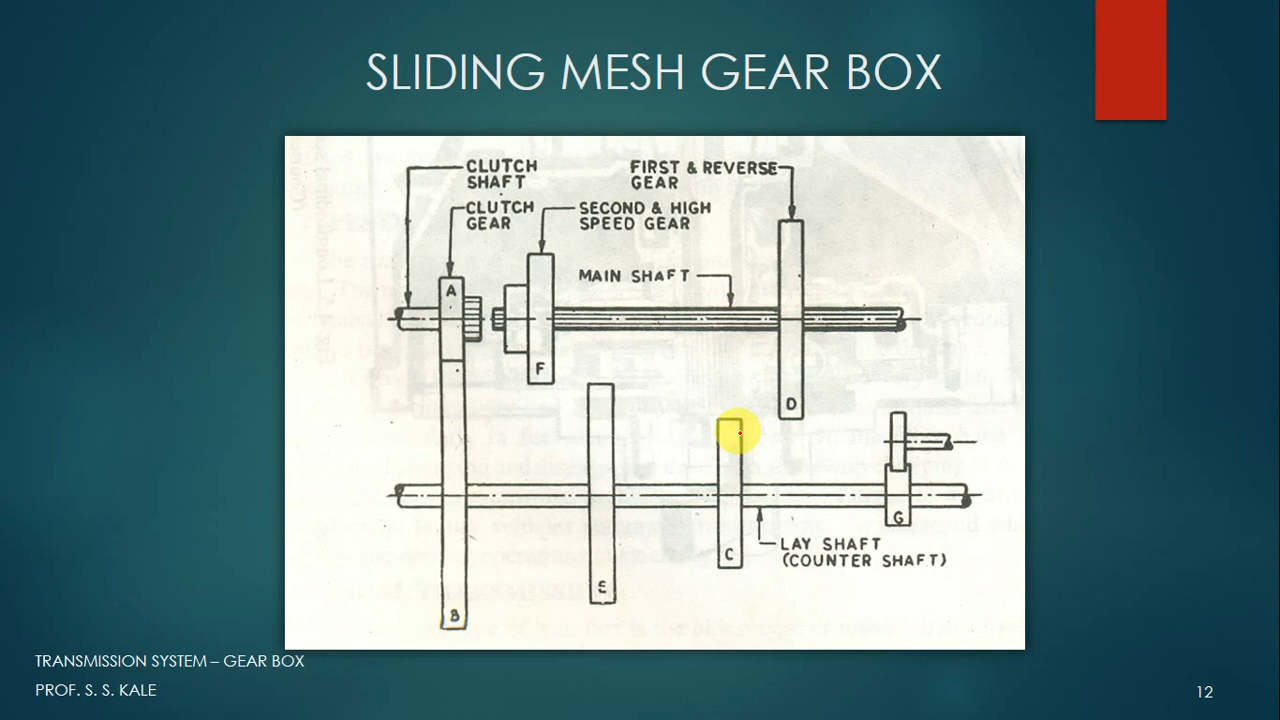 SLIDING MESH GEAR BOX
CLUTCH
SHAFT
FIRST & REVERSE
GEAR
CLUTCH
GEAR
SECOND & HIGH
SPEED GEAR
MAIN SHAFT
A
F
D
G
LAY SHAFT
(COUNTER SHAFT)
C
E
B
TRANSMISSION SYSTEM – GEAR BOX
PROF. S. S. KALE
12